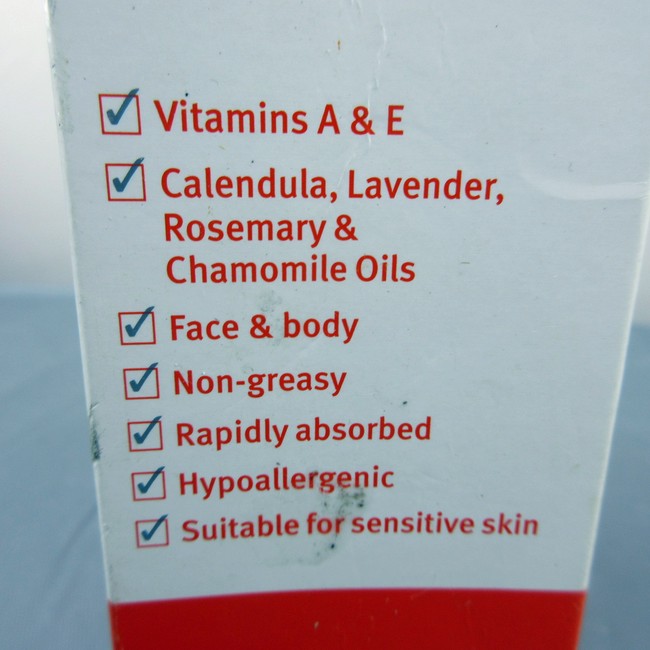 Vitamins A & E
Calendula, Lavender,
Rosemary &
Chamomile Oils
Face & body
Non-greasy
Rapidly absorbed
Hypoallergenic
Suitable for sensitive skin